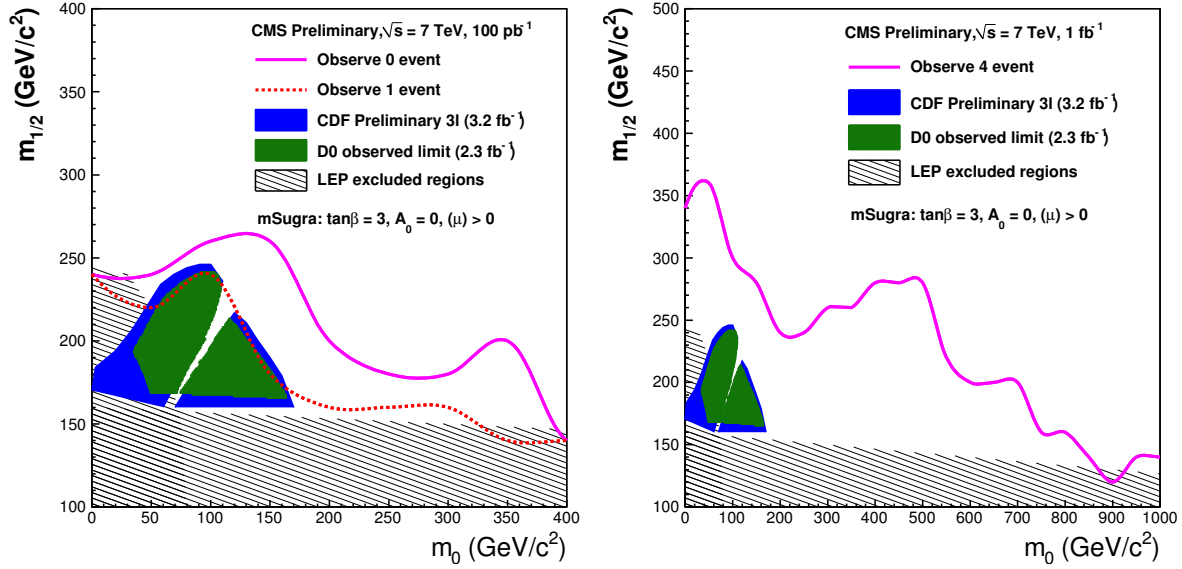 CMS Preliminary,√s = 7 TeV, 100 pb⁻¹
Observe 0 event
Observe 1 event
CDF Preliminary 3l (3.2 fb⁻¹)
D0 observed limit (2.3 fb⁻¹)
LEP excluded regions
mSugra: tanβ = 3, A₀ = 0, (μ) > 0
m₁/₂ (GeV/c²)
400
350
300
250
200
150
100
0 50 100 150 200 250 300 350 400
m₀ (GeV/c²)
CMS Preliminary,√s = 7 TeV, 1 fb⁻¹
Observe 4 event
CDF Preliminary 3l (3.2 fb⁻¹)
D0 observed limit (2.3 fb⁻¹)
LEP excluded regions
mSugra: tanβ = 3, A₀ = 0, (μ) > 0
m₁/₂ (GeV/c²)
500
450
400
350
300
250
200
150
100
0 100 200 300 400 500 600 700 800 900 1000
m₀ (GeV/c²)